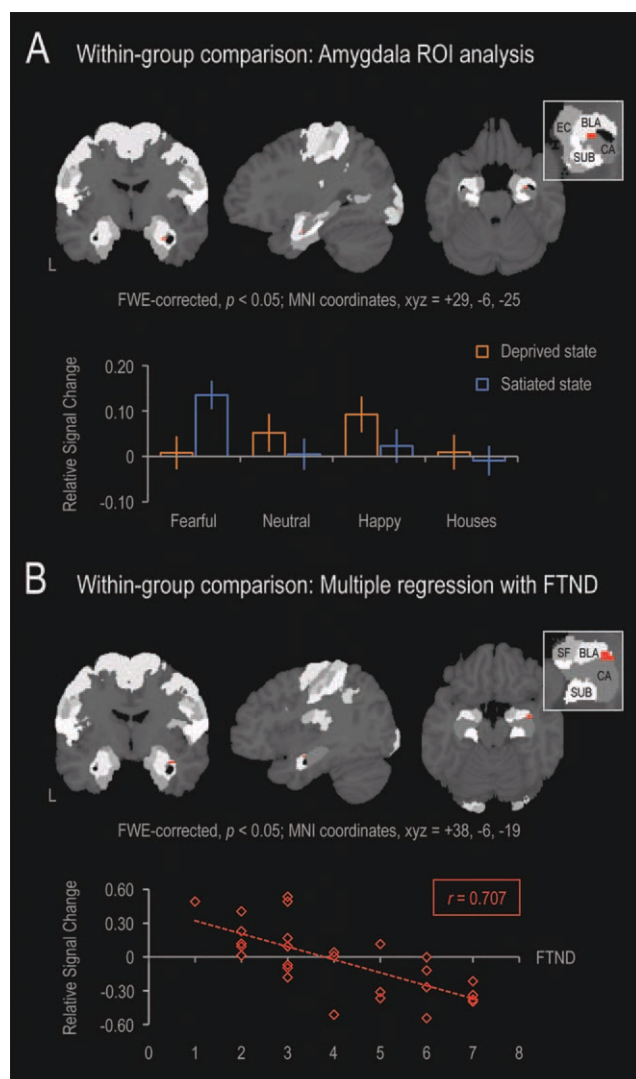 A Within-group comparison: Amygdala ROI analysis
EC BLA
CA
SUB
L
FWE-corrected, p < 0.05; MNI coordinates, xyz = +29, -6, -25
Deprived state
Satiated state
Relative Signal Change
0.20
0.10
0
-0.10
Fearful Neutral Happy Houses
B Within-group comparison: Multiple regression with FTND
SF BLA
CA
SUB
L
FWE-corrected, p < 0.05; MNI coordinates, xyz = +38, -6, -19
Relative Signal Change
0.60
0.30
0
-0.30
-0.60
r = 0.707
FTND
0 1 2 3 4 5 6 7 8